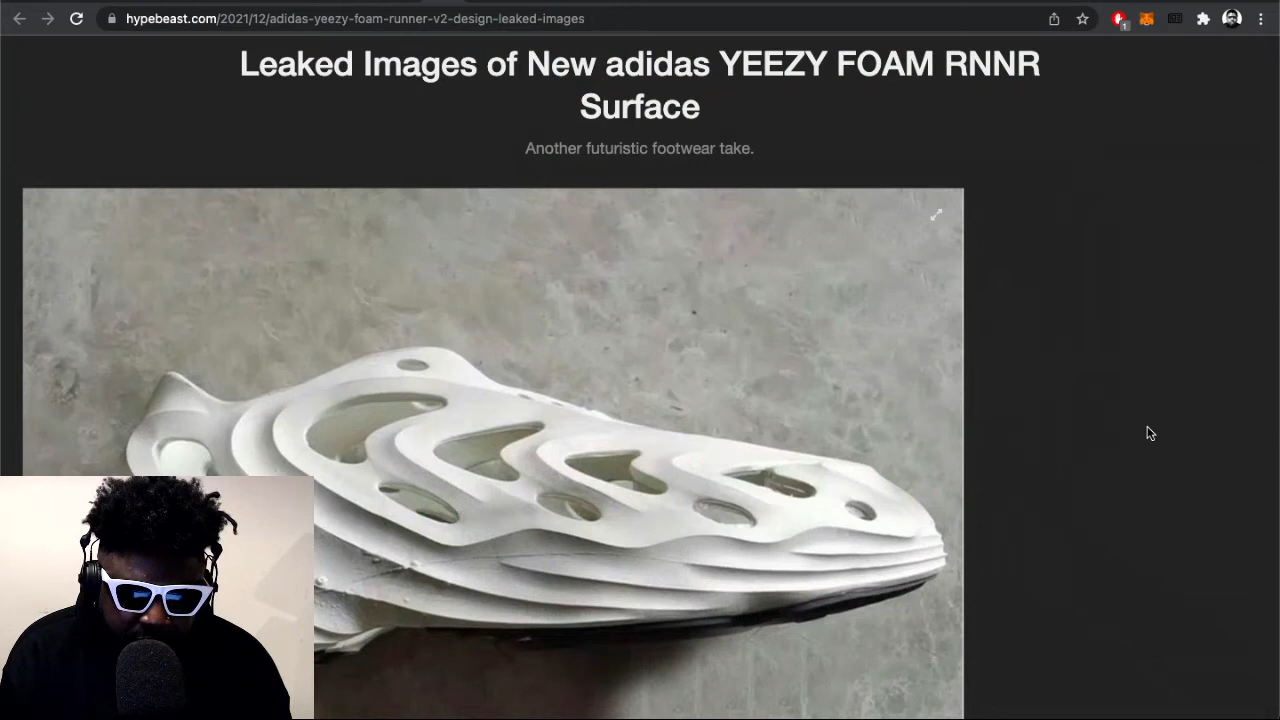 hypebeast.com/2021/12/adidas-yeezy-foam-runner-v2-design-leaked-images
1
Leaked Images of New adidas YEEZY FOAM RNNR
Surface
Another futuristic footwear take.